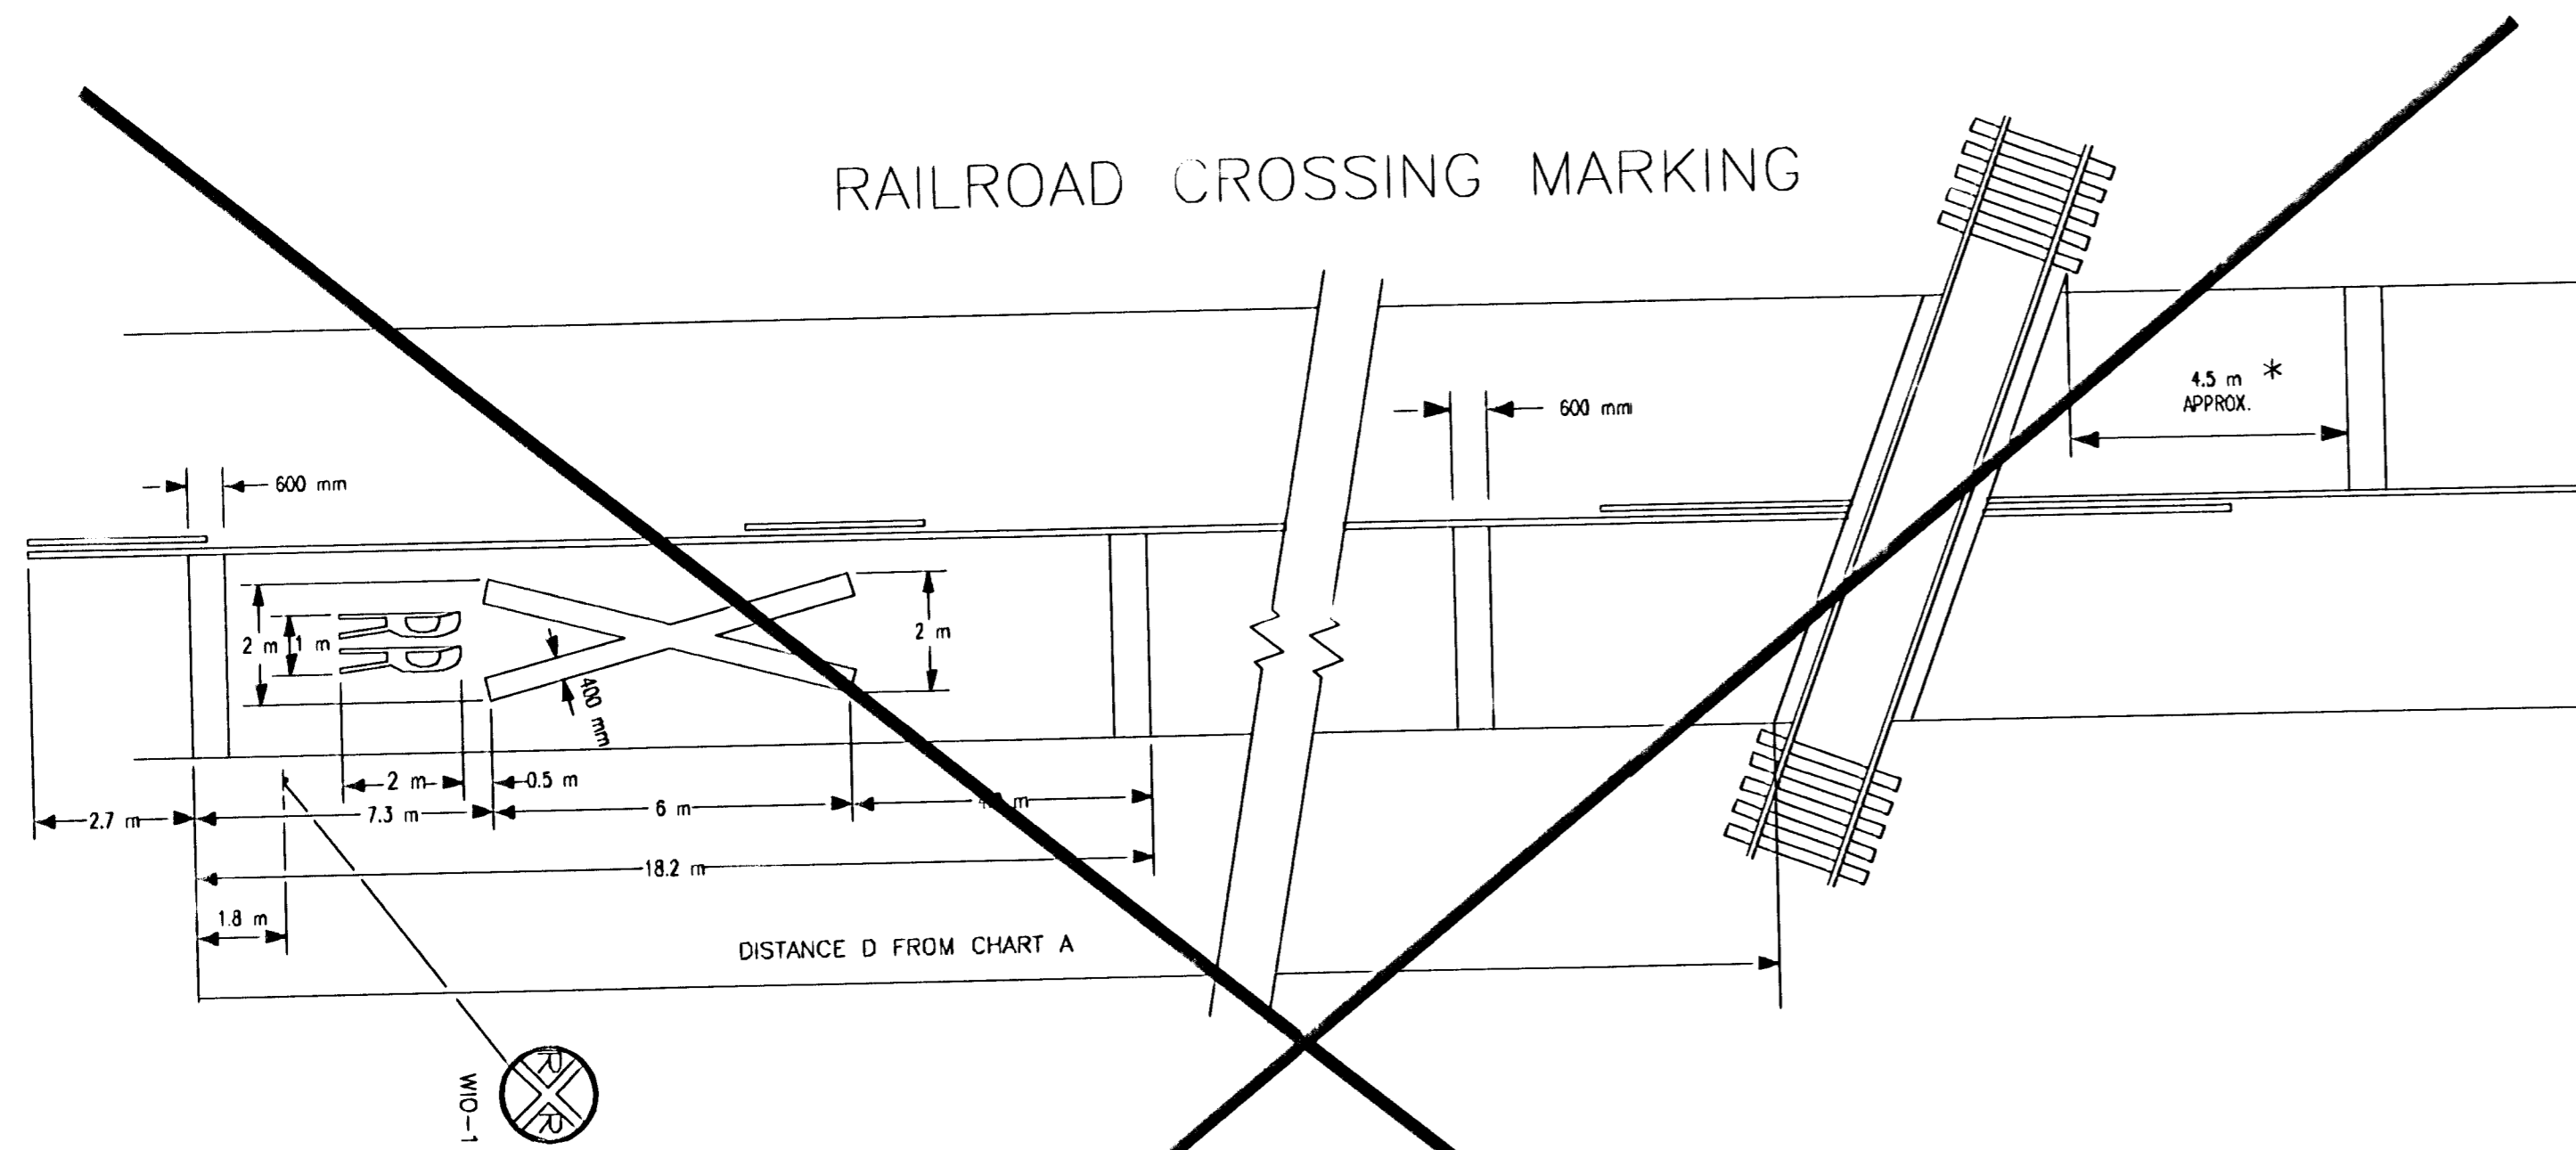 RAILROAD CROSSING MARKING
4.5 m *
APPROX.
600 mm
600 mm
2 m
1 m
2 m
400 mm
2 m
0.5 m
2.7 m
7.3 m
6 m
m
18.2 m
1.8 m
DISTANCE D FROM CHART A
R
R
W10-1